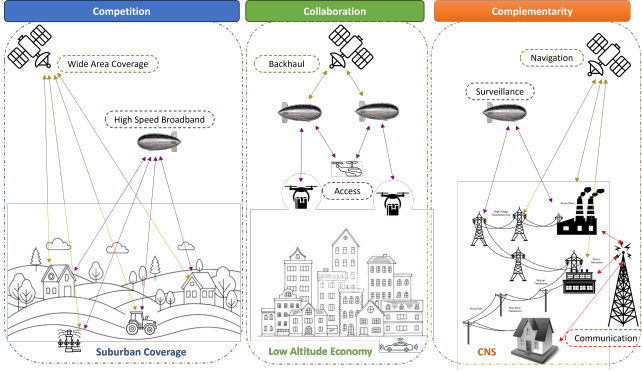 Competition
Collaboration
Complementarity
Wide Area Coverage
High Speed Broadband
Suburban Coverage
Backhaul
Access
Low Altitude Economy
Navigation
Surveillance
Communication
CNS